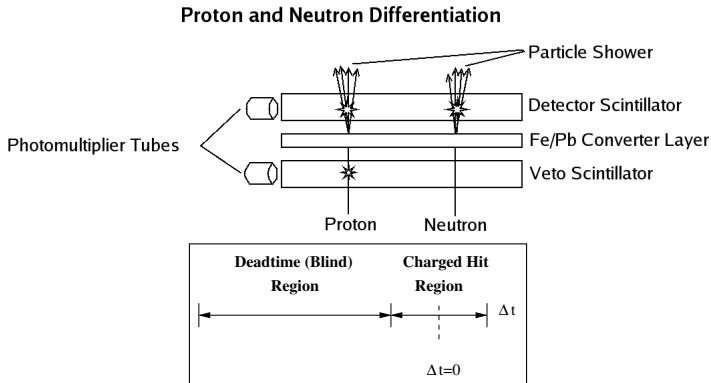 Proton and Neutron Differentiation
Particle Shower
Detector Scintillator
Photomultiplier Tubes
Fe/Pb Converter Layer
Veto Scintillator
Proton
Neutron
Deadtime (Blind)
Region
Charged Hit
Region
Δt
Δt=0